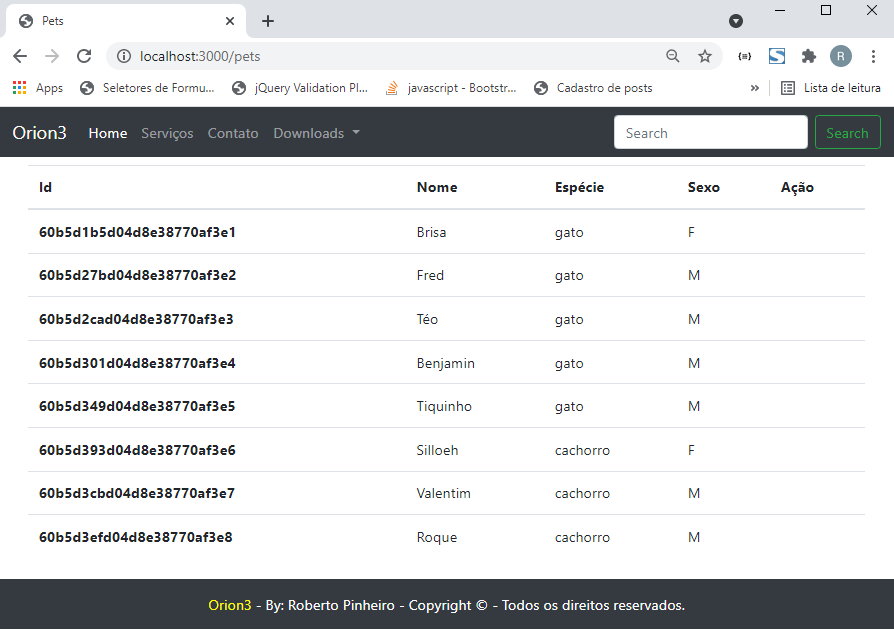 Pets
localhost:3000/pets
R
Apps Seletores de Formu... jQuery Validation Pl... javascript - Bootstr... Cadastro de posts » Lista de leitura
Orion3 Home Serviços Contato Downloads Search Search
Id Nome Espécie Sexo Ação
60b5d1b5d04d8e38770af3e1 Brisa gato F
60b5d27bd04d8e38770af3e2 Fred gato M
60b5d2cad04d8e38770af3e3 Téo gato M
60b5d301d04d8e38770af3e4 Benjamin gato M
60b5d349d04d8e38770af3e5 Tiquinho gato M
60b5d393d04d8e38770af3e6 Silloeh cachorro F
60b5d3cbd04d8e38770af3e7 Valentim cachorro M
60b5d3efd04d8e38770af3e8 Roque cachorro M
Orion3 - By: Roberto Pinheiro - Copyright © - Todos os direitos reservados.